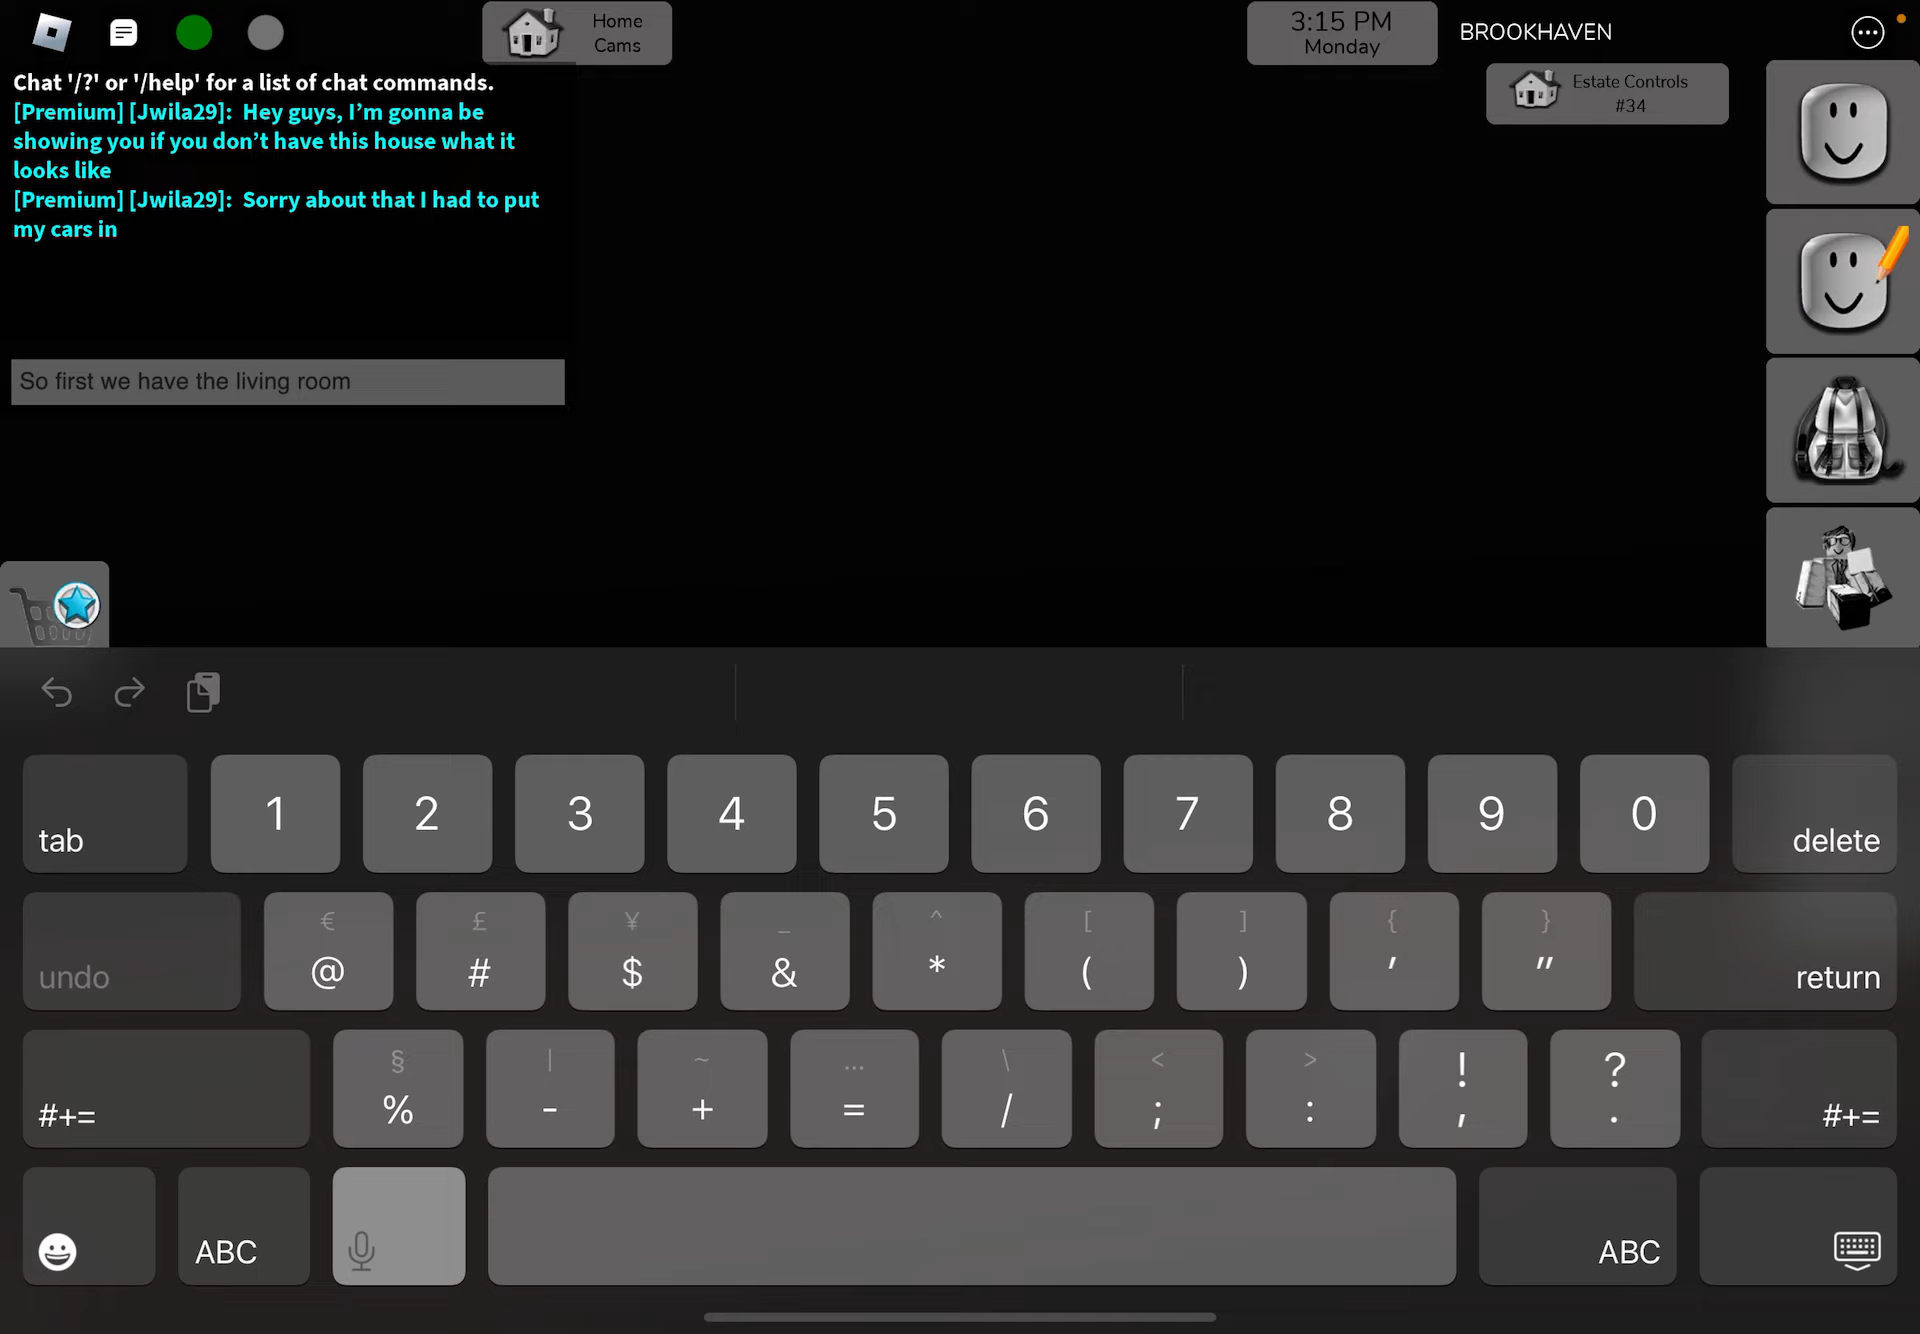 Home
Cams
3:15 PM
Monday
BROOKHAVEN
Estate Controls
#34
Chat '/?' or '/help' for a list of chat commands.
[Premium] [Jwila29]: Hey guys, I’m gonna be
showing you if you don’t have this house what it
looks like
[Premium] [Jwila29]: Sorry about that I had to put
my cars in
So first we have the living room
tab 1 2 3 4 5 6 7 8 9 0 delete
€ £ ¥ _ ^ [ ] { }
undo @ # $ & * ( ) ' " return
§ | ~ … \ < > ! ?
#+= % - + = / ; : , . #+=
ABC ABC